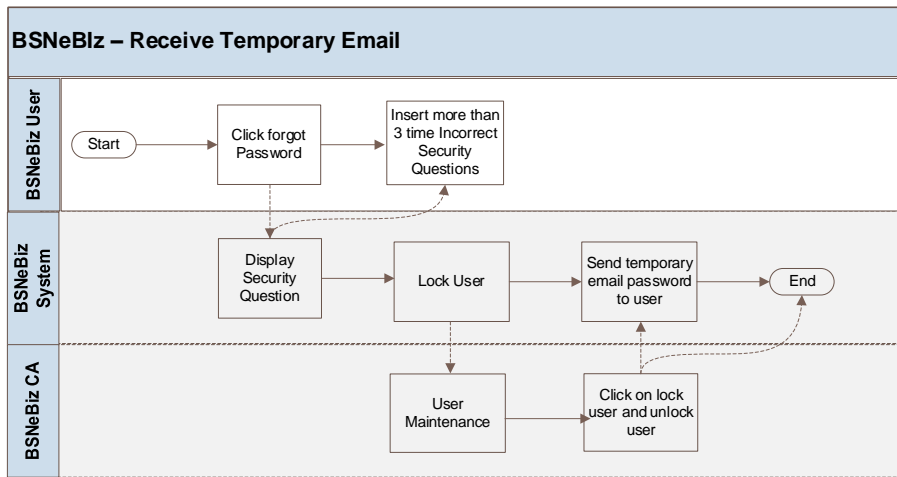 BSNeBIz – Receive Temporary Email
BSNeBiz User
Start
Click forgot
Password
Insert more than
3 time Incorrect
Security
Questions
BSNeBiz
System
Display
Security
Question
Lock User
Send temporary
email password
to user
End
BSNeBiz CA
User
Maintenance
Click on lock
user and unlock
user